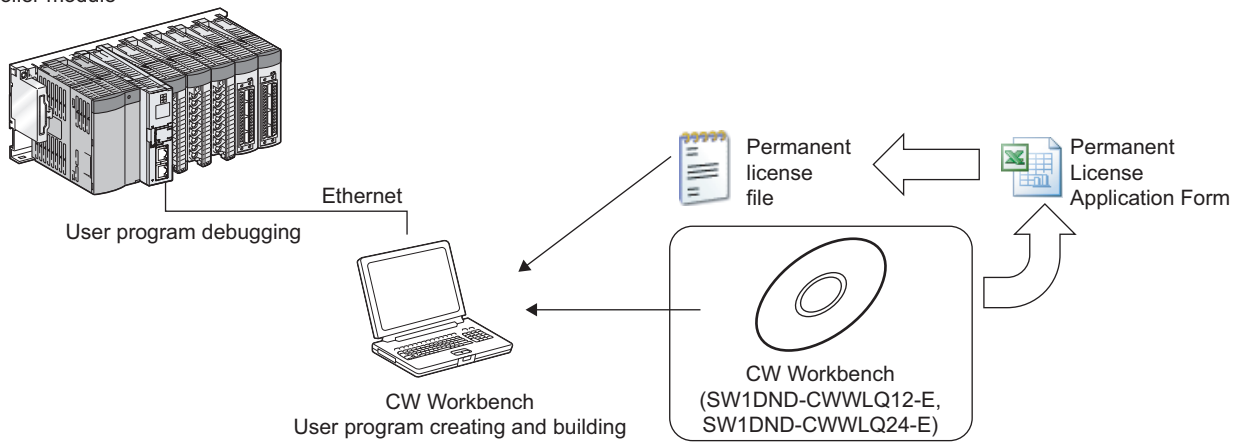 Ethernet
User program debugging
Permanent
license
file
Permanent
License
Application Form
CW Workbench
User program creating and building
CW Workbench
(SW1DND-CWWLQ12-E,
SW1DND-CWWLQ24-E)